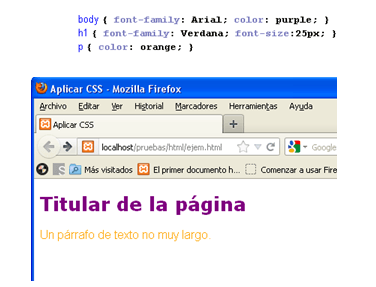 body { font-family: Arial; color: purple; }
h1 { font-family: Verdana; font-size:25px; }
p { color: orange; }
Aplicar CSS - Mozilla Firefox
Archivo Editar Ver Historial Marcadores Herramientas Ayuda
Aplicar CSS
localhost/pruebas/html/ejem.html Google
Más visitados El primer documento h... Comenzar a usar Fire
Titular de la página
Un párrafo de texto no muy largo.